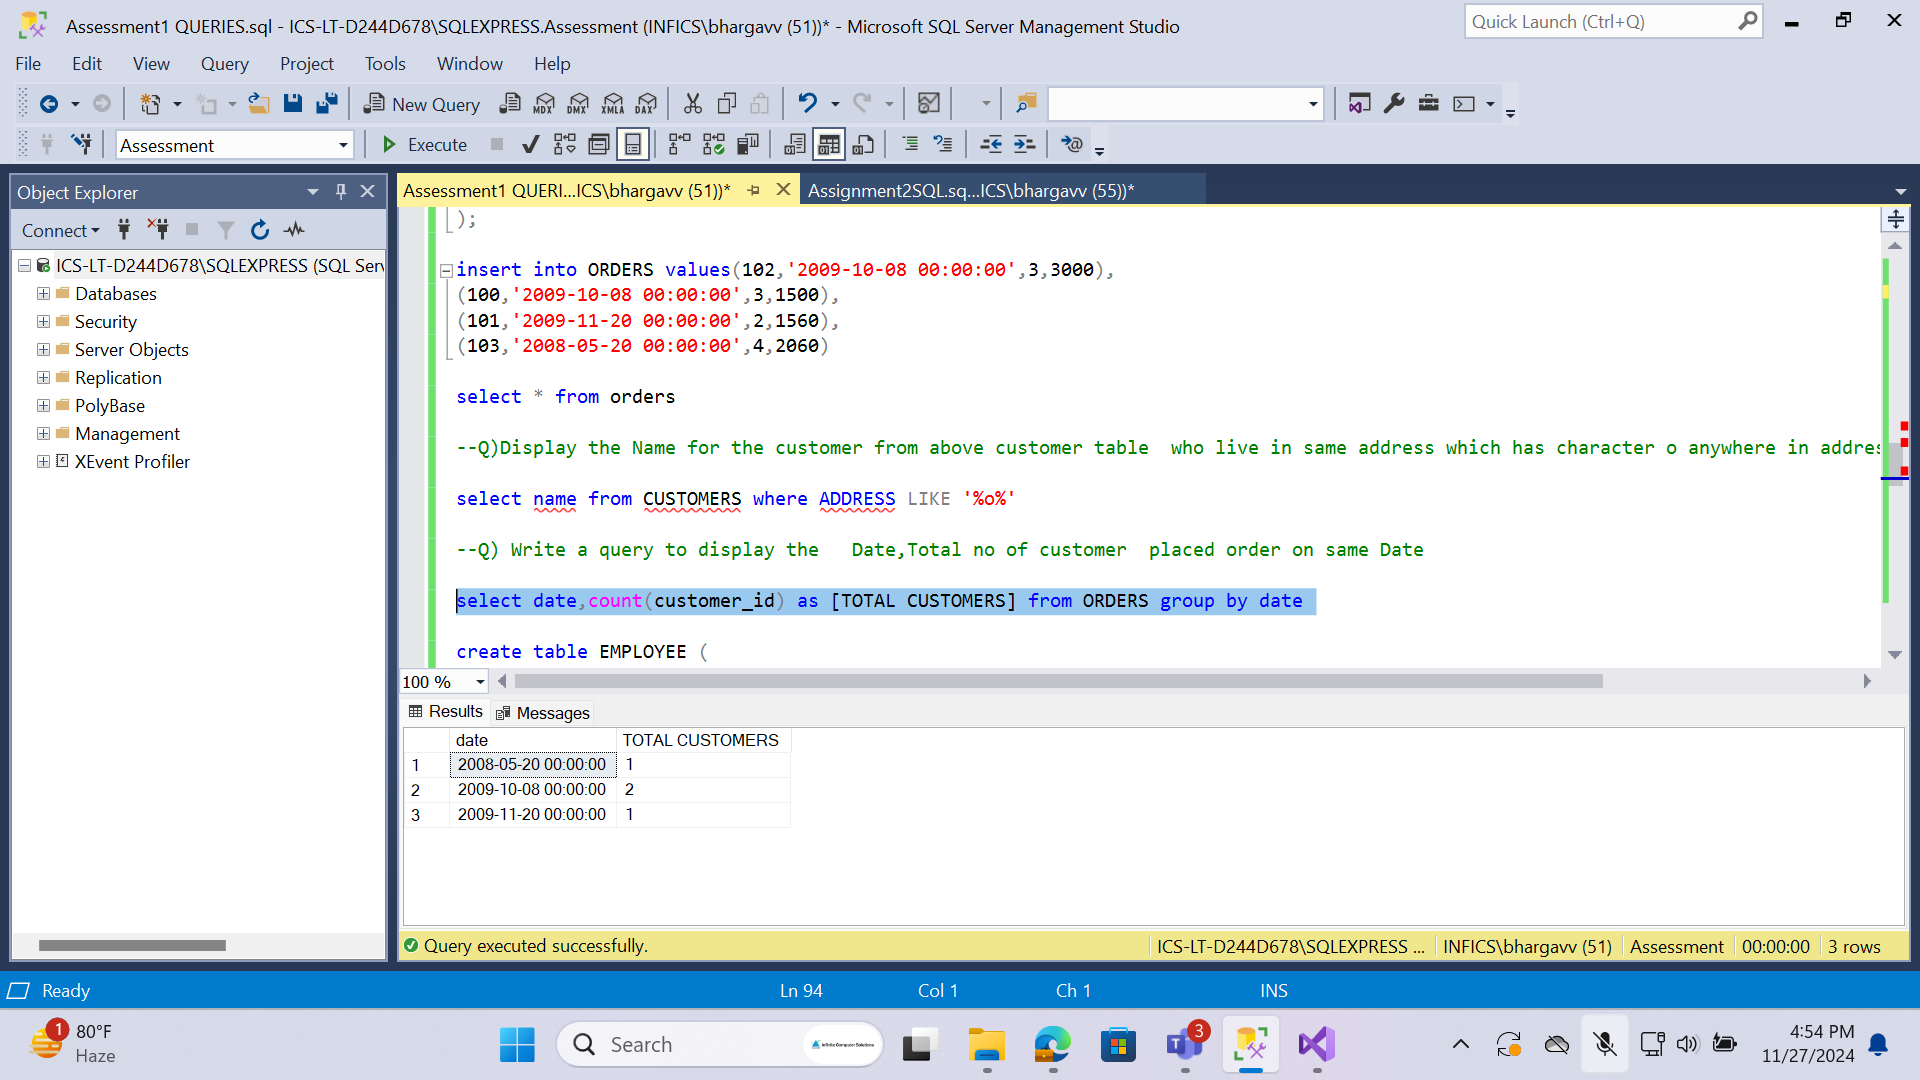 Assessment1 QUERIES.sql - ICS-LT-D244D678\SQLEXPRESS.Assessment (INFICS\bhargavv (51))* - Microsoft SQL Server Management Studio
Quick Launch (Ctrl+Q)
File Edit View Query Project Tools Window Help
New Query MDX DMX XMLA DAX
Assessment Execute
Object Explorer
Assessment1 QUERI...ICS\bhargavv (51))* Assignment2SQL.sq...ICS\bhargavv (55))*
Connect
ICS-LT-D244D678\SQLEXPRESS (SQL Serv
Databases
Security
Server Objects
Replication
PolyBase
Management
XEvent Profiler
);
insert into ORDERS values(102,'2009-10-08 00:00:00',3,3000),
(100,'2009-10-08 00:00:00',3,1500),
(101,'2009-11-20 00:00:00',2,1560),
(103,'2008-05-20 00:00:00',4,2060)
select * from orders
--Q)Display the Name for the customer from above customer table  who live in same address which has character o anywhere in addres
select name from CUSTOMERS where ADDRESS LIKE '%o%'
--Q) Write a query to display the   Date,Total no of customer  placed order on same Date
select date,count(customer_id) as [TOTAL CUSTOMERS] from ORDERS group by date
create table EMPLOYEE (
100 %
Results Messages
date TOTAL CUSTOMERS
1 2008-05-20 00:00:00 1
2 2009-10-08 00:00:00 2
3 2009-11-20 00:00:00 1
Query executed successfully. ICS-LT-D244D678\SQLEXPRESS ... INFICS\bhargavv (51) Assessment 00:00:00 3 rows
Ready Ln 94 Col 1 Ch 1 INS
1 80°F
Haze
Search
Infinite Computer Solutions
3
4:54 PM
11/27/2024